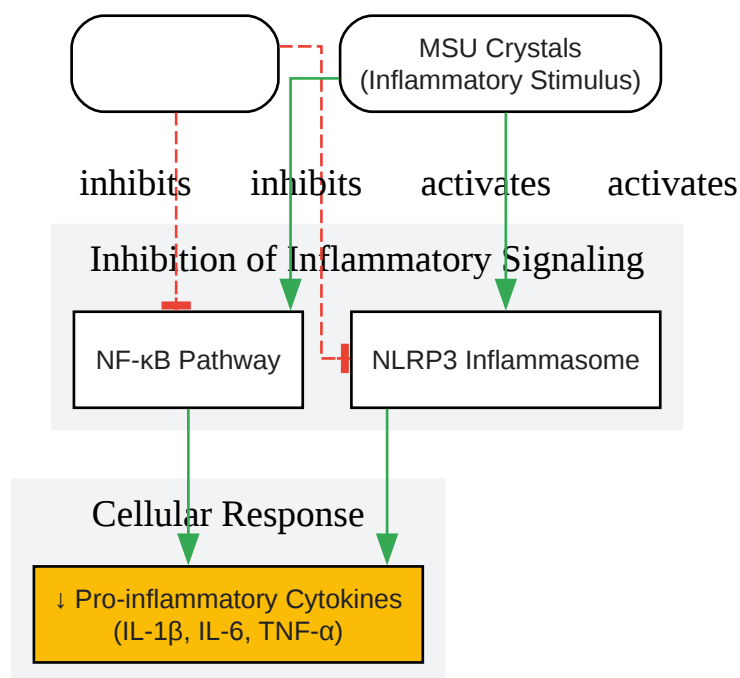 MSU Crystals
(Inflammatory Stimulus)
inhibits inhibits activates activates
Inhibition of Inflammatory Signaling
NF-κB Pathway
NLRP3 Inflammasome
Cellular Response
↓ Pro-inflammatory Cytokines
(IL-1β, IL-6, TNF-α)